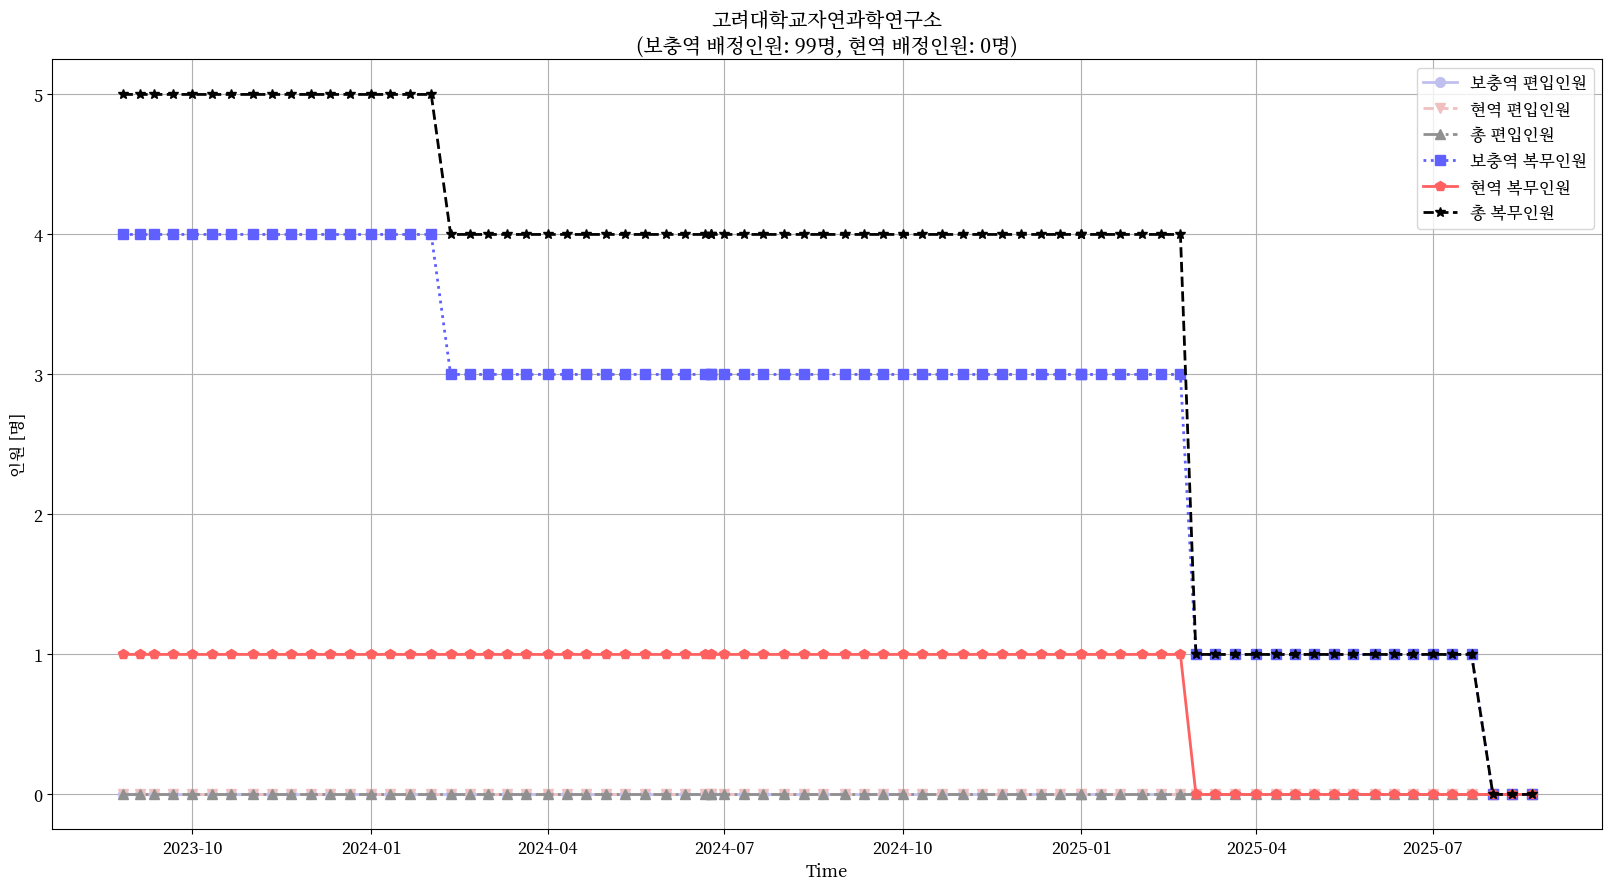 고려대학교자연과학연구소
(보충역 배정인원: 99명, 현역 배정인원: 0명)
보충역 편입인원
현역 편입인원
총 편입인원
보충역 복무인원
현역 복무인원
총 복무인원
인원 [명]
5
4
3
2
1
0
2023-10
2024-01
2024-04
2024-07
2024-10
2025-01
2025-04
2025-07
Time